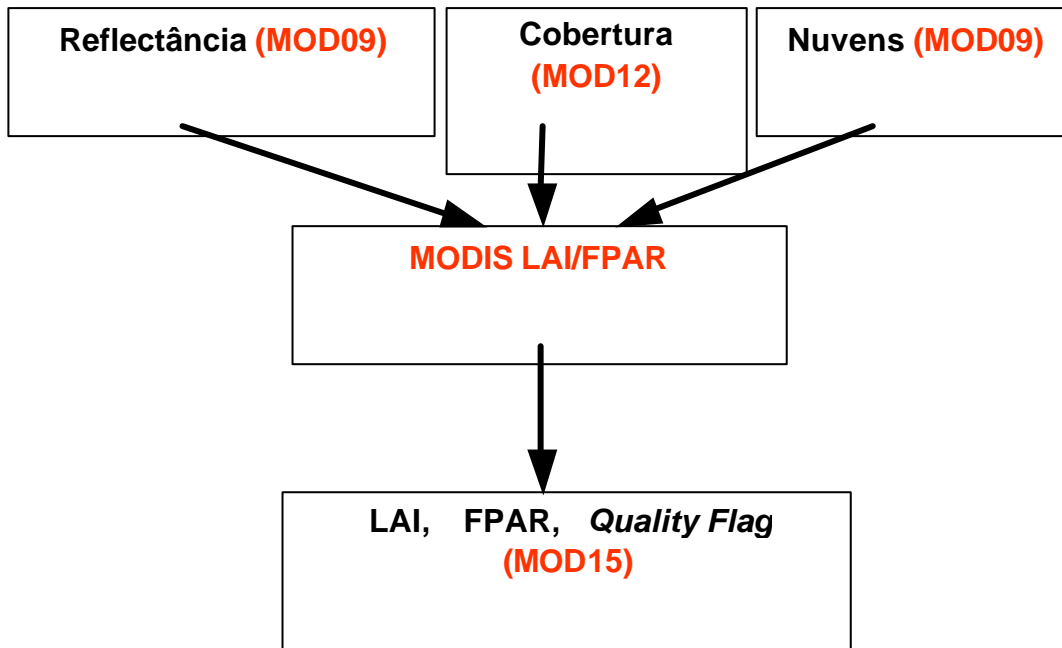 Reflectância (MOD09)
Cobertura
(MOD12)
Nuvens (MOD09)
MODIS LAI/FPAR
LAI, FPAR, Quality Flag
(MOD15)